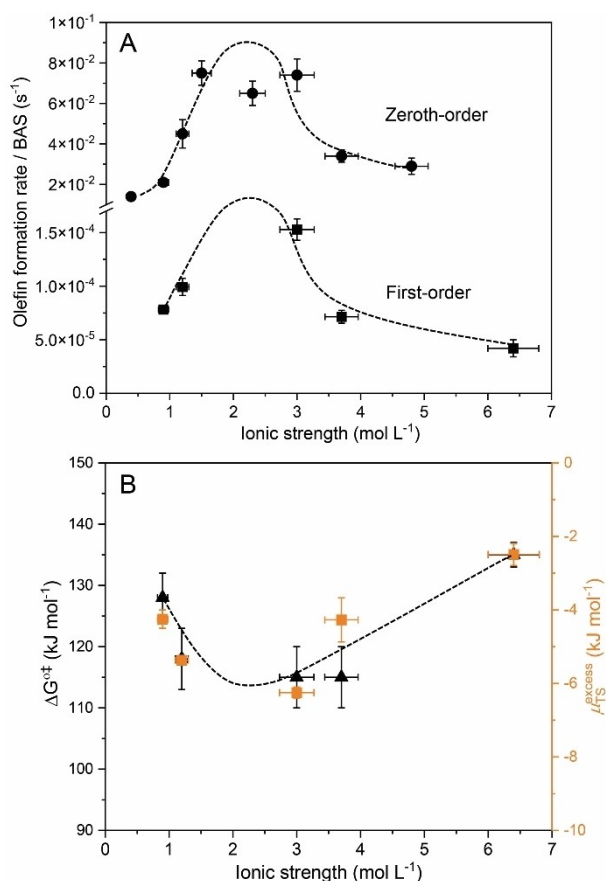 A
Olefin formation rate / BAS (s⁻¹)
1×10⁻¹
8×10⁻²
6×10⁻²
4×10⁻²
2×10⁻²
1.5×10⁻⁴
1.0×10⁻⁴
5.0×10⁻⁵
0.0
Zeroth-order
First-order
0 1 2 3 4 5 6 7
Ionic strength (mol L⁻¹)
B
ΔG°‡ (kJ mol⁻¹)
150
140
130
120
110
100
90
0
-2
-4
-6
-8
-10
μ_TS^excess (kJ mol⁻¹)
0 1 2 3 4 5 6 7
Ionic strength (mol L⁻¹)